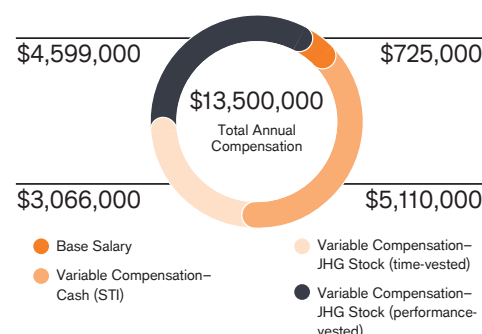 $4,599,000
$725,000
$13,500,000
Total Annual
Compensation
$3,066,000
$5,110,000
Base Salary
Variable Compensation–
Cash (STI)
Variable Compensation–
JHG Stock (time-vested)
Variable Compensation–
JHG Stock (performance-
vested)